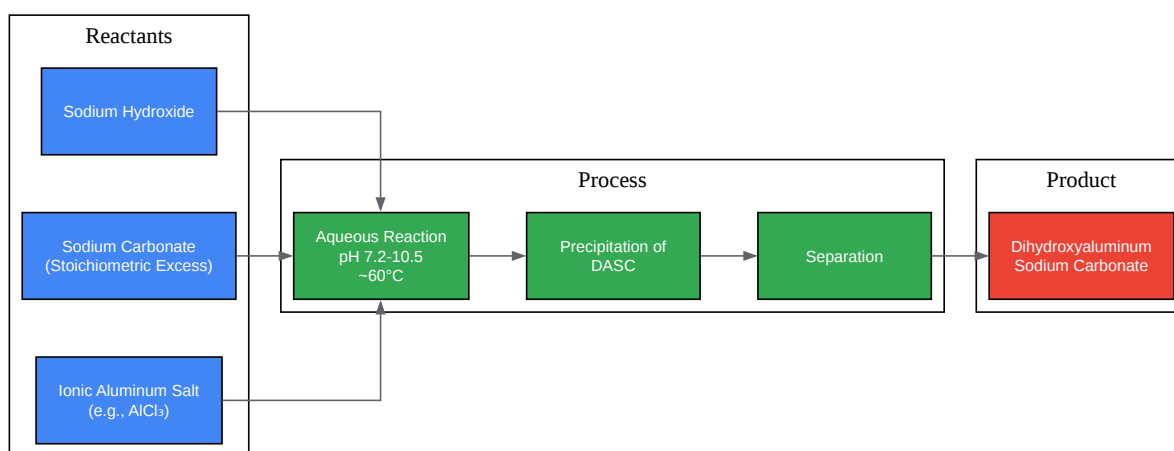 Reactants
Sodium Hydroxide
Sodium Carbonate
(Stoichiometric Excess)
Ionic Aluminum Salt
(e.g., AlCl₃)
Process
Aqueous Reaction
pH 7.2-10.5
~60°C
Precipitation of
DASC
Separation
Product
Dihydroxyaluminum
Sodium Carbonate